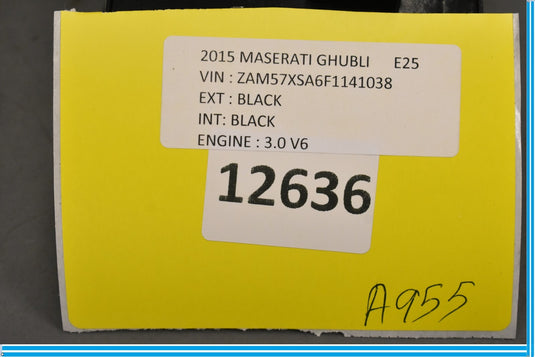 2015 MASERATI GHUBLI E25
VIN : ZAM57XSA6F1141038
EXT : BLACK
INT: BLACK
ENGINE : 3.0 V6
12636
A955